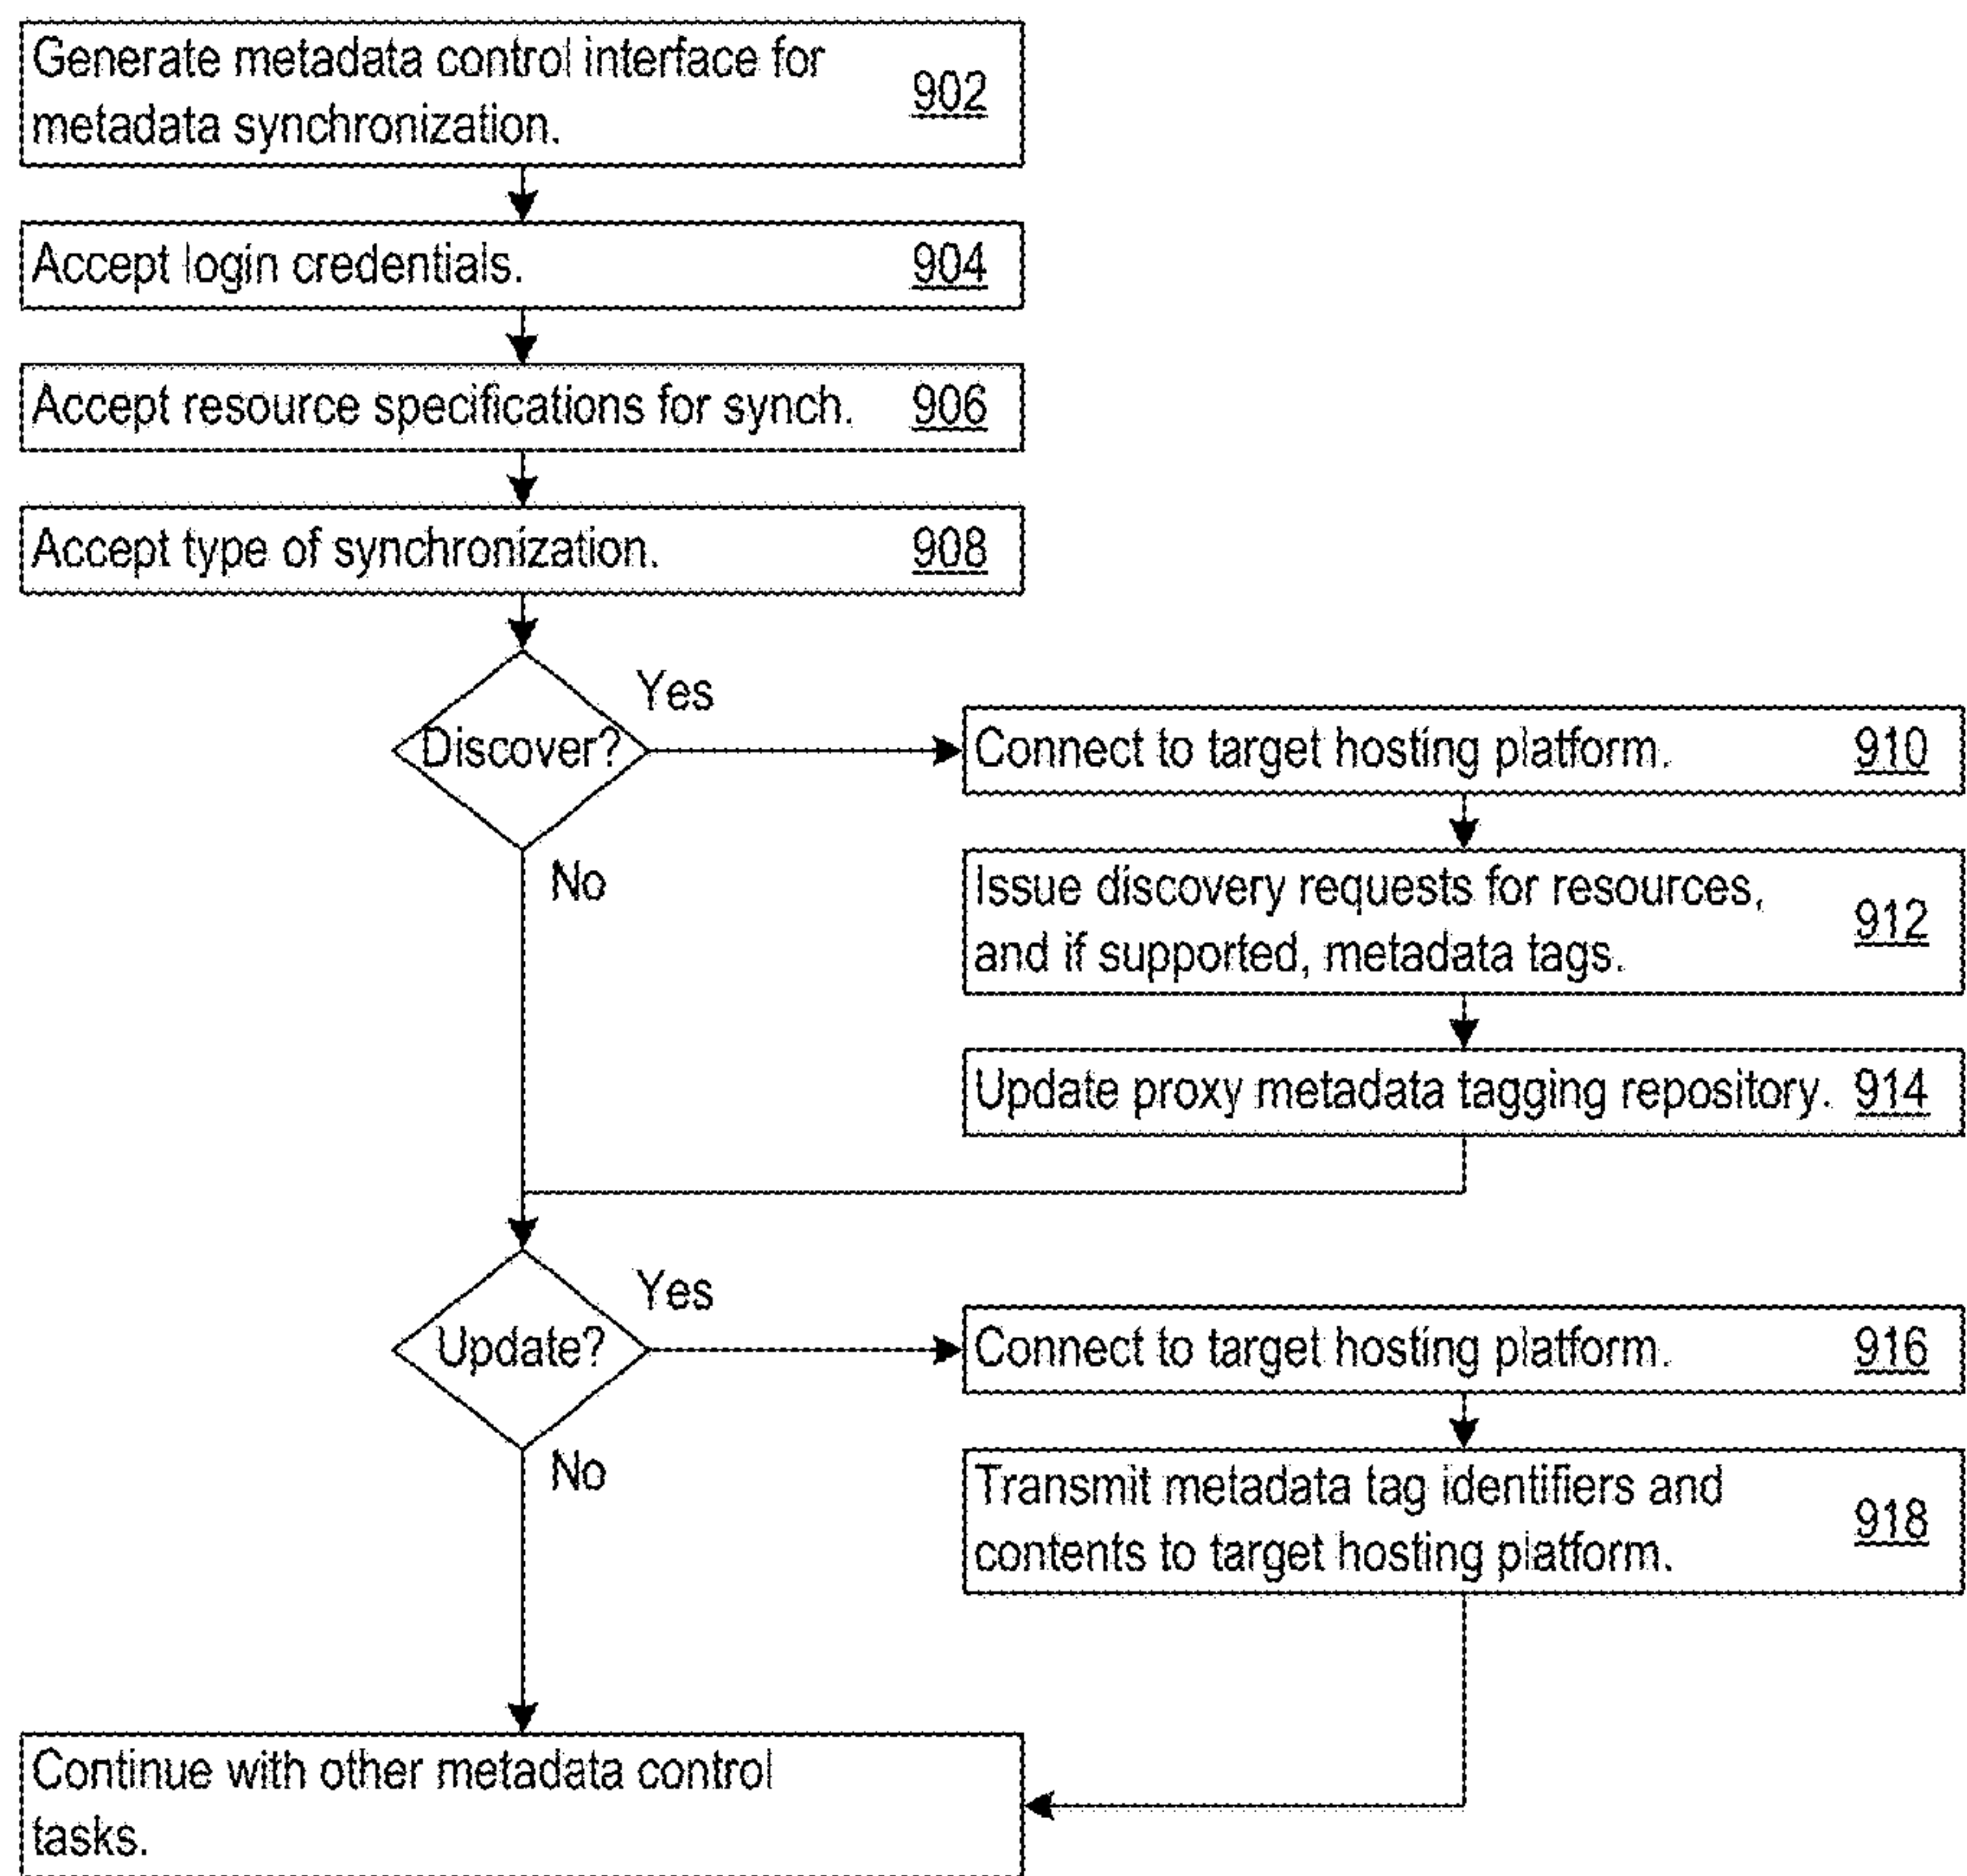 Generate metadata control interface for
metadata synchronization.
902
Accept login credentials.
904
Accept resource specifications for synch.
906
Accept type of synchronization.
908
Discover?
Yes
No
Connect to target hosting platform.
910
Issue discovery requests for resources,
and if supported, metadata tags.
912
Update proxy metadata tagging repository.
914
Update?
Yes
No
Connect to target hosting platform.
916
Transmit metadata tag identifiers and
contents to target hosting platform.
918
Continue with other metadata control
tasks.